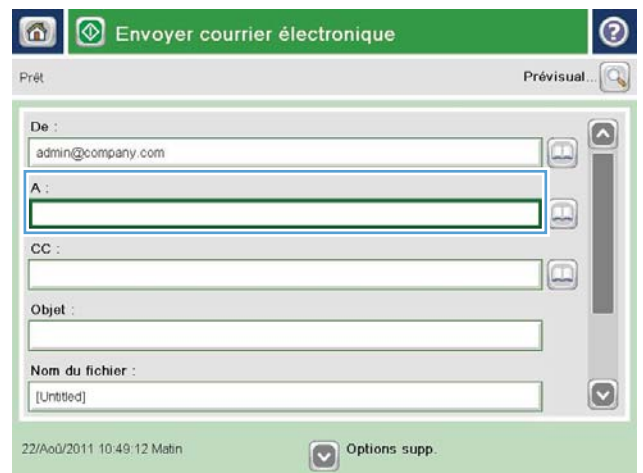 Envoyer courrier électronique
Prêt Prévisual...
De :
admin@company.com
A :
CC :
Objet :
Nom du fichier :
[Untitled]
22/Aoû/2011 10:49:12 Matin Options supp.